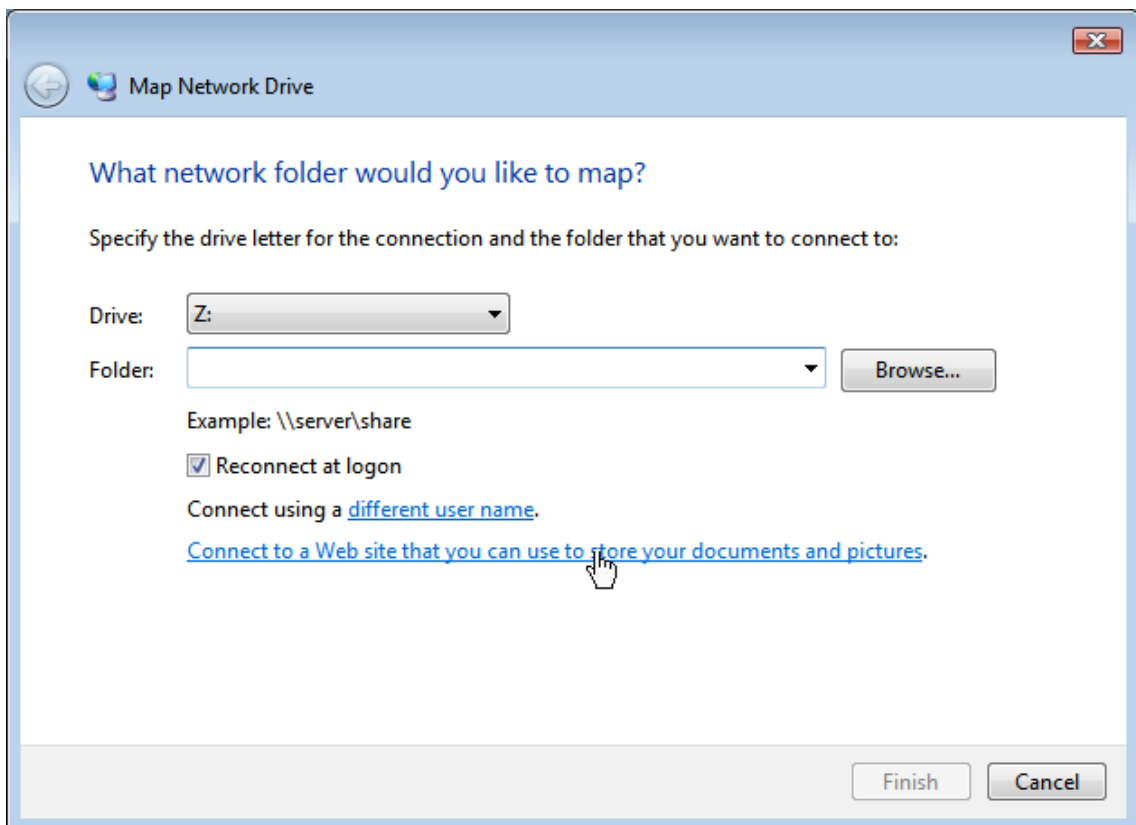 Map Network Drive
What network folder would you like to map?
Specify the drive letter for the connection and the folder that you want to connect to:
Drive: Z:
Folder: Browse...
Example: \\server\share
Reconnect at logon
Connect using a different user name.
Connect to a Web site that you can use to store your documents and pictures.
Finish Cancel